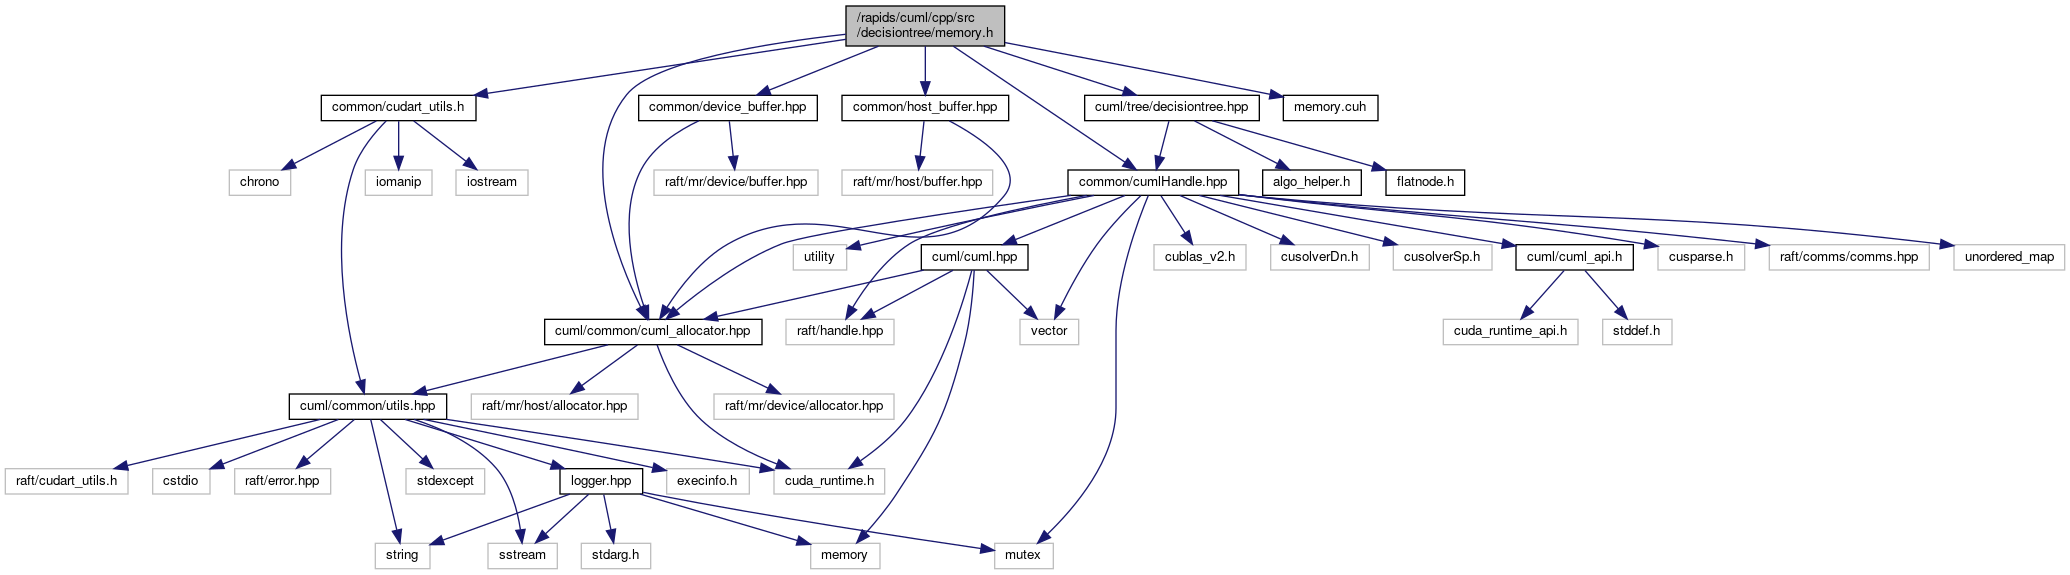 /rapids/cuml/cpp/src
/decisiontree/memory.h
common/cudart_utils.h
common/device_buffer.hpp
common/host_buffer.hpp
cuml/tree/decisiontree.hpp
memory.cuh
chrono
iomanip
iostream
raft/mr/device/buffer.hpp
raft/mr/host/buffer.hpp
common/cumlHandle.hpp
algo_helper.h
flatnode.h
utility
cuml/cuml.hpp
cublas_v2.h
cusolverDn.h
cusolverSp.h
cuml/cuml_api.h
cusparse.h
raft/comms/comms.hpp
unordered_map
cuml/common/cuml_allocator.hpp
raft/handle.hpp
vector
cuda_runtime_api.h
stddef.h
cuml/common/utils.hpp
raft/mr/host/allocator.hpp
raft/mr/device/allocator.hpp
raft/cudart_utils.h
cstdio
raft/error.hpp
stdexcept
logger.hpp
execinfo.h
cuda_runtime.h
string
sstream
stdarg.h
memory
mutex